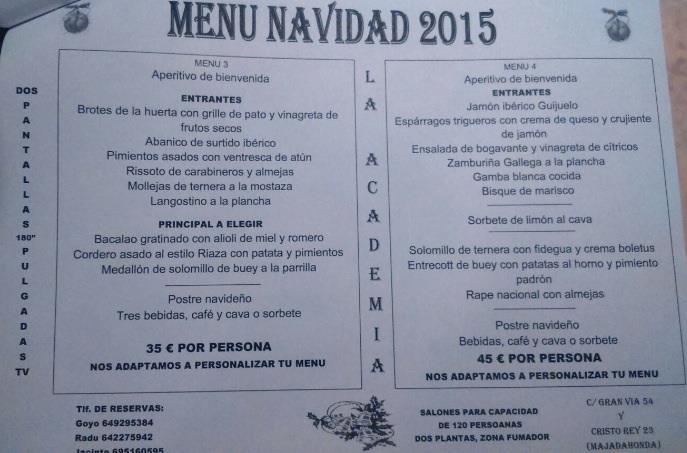 MENU NAVIDAD 2015
DOS
PANTALLAS
180"
PULGADAS
TV
MENU 3
Aperitivo de bienvenida
ENTRANTES
Brotes de la huerta con grille de pato y vinagreta de
frutos secos
Abanico de surtido ibérico
Pimientos asados con ventresca de atún
Rissoto de carabineros y almejas
Mollejas de ternera a la mostaza
Langostino a la plancha
PRINCIPAL A ELEGIR
Bacalao gratinado con alioli de miel y romero
Cordero asado al estilo Riaza con patata y pimientos
Medallón de solomillo de buey a la parrilla
Postre navideño
Tres bebidas, café y cava o sorbete
35 € POR PERSONA
NOS ADAPTAMOS A PERSONALIZAR TU MENU
LA ACADEMIA
MENU 4
Aperitivo de bienvenida
ENTRANTES
Jamón ibérico Guijuelo
Espárragos trigueros con crema de queso y crujiente
de jamón
Ensalada de bogavante y vinagreta de cítricos
Zamburiña Gallega a la plancha
Gamba blanca cocida
Bisque de marisco
Sorbete de limón al cava
Solomillo de ternera con fidegua y crema boletus
Entrecott de buey con patatas al horno y pimiento
padrón
Rape nacional con almejas
Postre navideño
Bebidas, café y cava o sorbete
45 € POR PERSONA
NOS ADAPTAMOS A PERSONALIZAR TU MENU
Tlf. DE RESERVAS:
Goyo 649295384
Radu 642275942
Jacinto 695160595
SALONES PARA CAPACIDAD
DE 120 PERSOANAS
DOS PLANTAS, ZONA FUMADOR
C/ GRAN VIA 54
Y
CRISTO REY 23
(MAJADAHONDA)